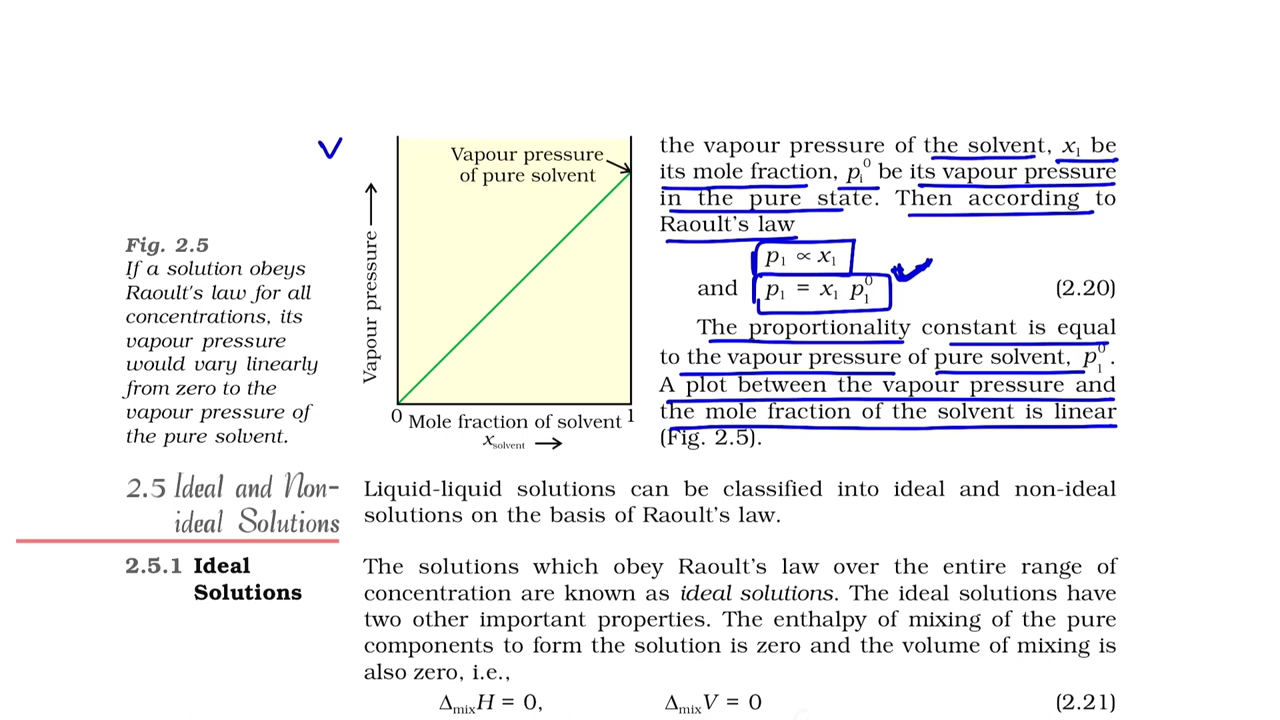 the vapour pressure of the solvent, x₁ be
its mole fraction, pᵢ⁰ be its vapour pressure
in the pure state. Then according to
Raoult's law
p₁ ∝ x₁
and p₁ = x₁ p₁⁰ (2.20)
The proportionality constant is equal
to the vapour pressure of pure solvent, p₁⁰.
A plot between the vapour pressure and
the mole fraction of the solvent is linear
(Fig. 2.5).
Vapour pressure
of pure solvent
Vapour pressure
0 Mole fraction of solvent 1
x solvent
Fig. 2.5
If a solution obeys
Raoult's law for all
concentrations, its
vapour pressure
would vary linearly
from zero to the
vapour pressure of
the pure solvent.
2.5 Ideal and Non-
ideal Solutions
Liquid-liquid solutions can be classified into ideal and non-ideal
solutions on the basis of Raoult's law.
2.5.1 Ideal
Solutions
The solutions which obey Raoult's law over the entire range of
concentration are known as ideal solutions. The ideal solutions have
two other important properties. The enthalpy of mixing of the pure
components to form the solution is zero and the volume of mixing is
also zero, i.e.,
Δmix H = 0, Δmix V = 0 (2.21)